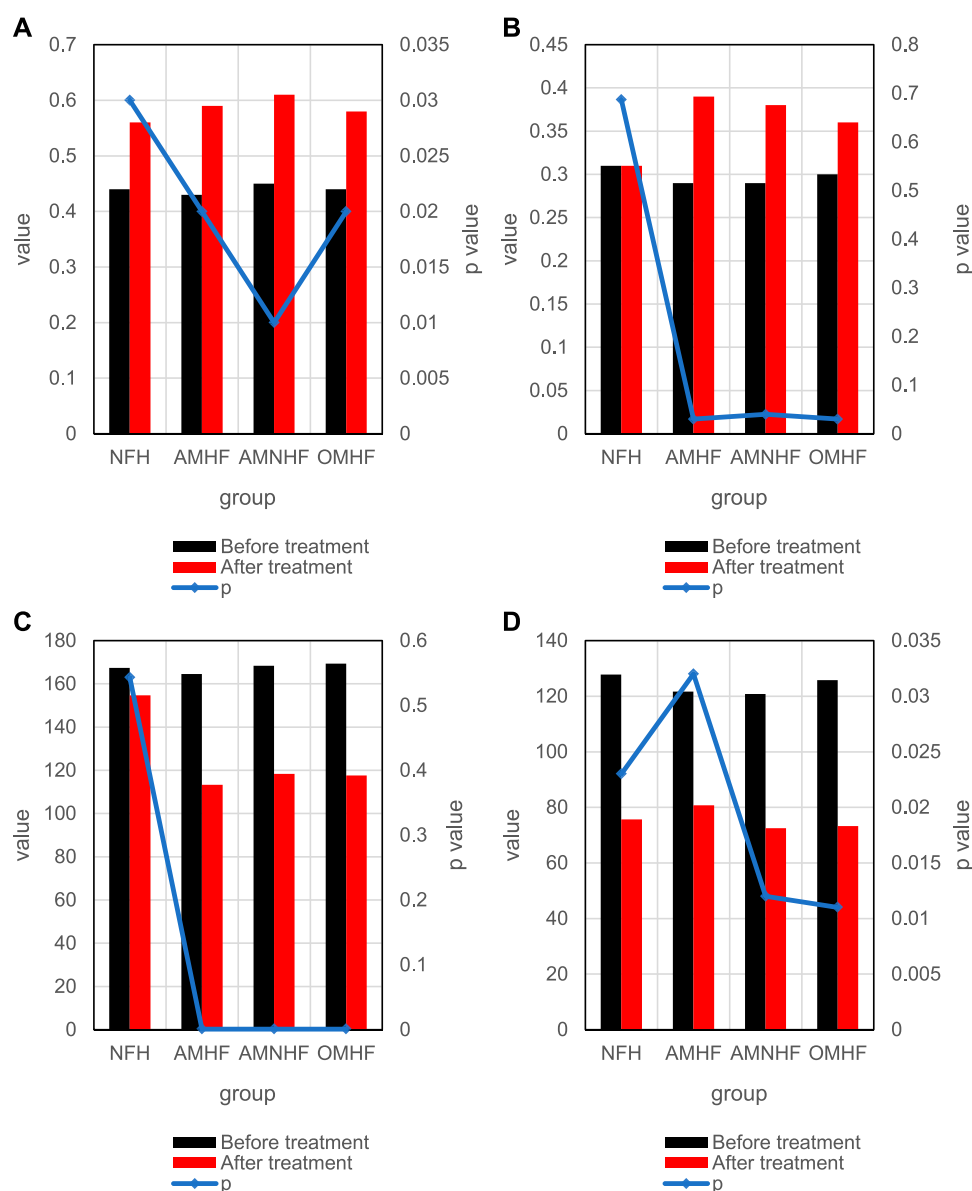 A
0.7
0.6
0.5
0.4
0.3
0.2
0.1
0
value
0.035
0.03
0.025
0.02
0.015
0.01
0.005
0
p value
NFH AMHF AMNHF OMHF
group
Before treatment
After treatment
p
B
0.45
0.4
0.35
0.3
0.25
0.2
0.15
0.1
0.05
0
value
0.8
0.7
0.6
0.5
0.4
0.3
0.2
0.1
0
p value
NFH AMHF AMNHF OMHF
group
Before treatment
After treatment
p
C
180
160
140
120
100
80
60
40
20
0
value
0.6
0.5
0.4
0.3
0.2
0.1
0
p value
NFH AMHF AMNHF OMHF
group
Before treatment
After treatment
p
D
140
120
100
80
60
40
20
0
value
0.035
0.03
0.025
0.02
0.015
0.01
0.005
0
p value
NFH AMHF AMNHF OMHF
group
Before treatment
After treatment
p